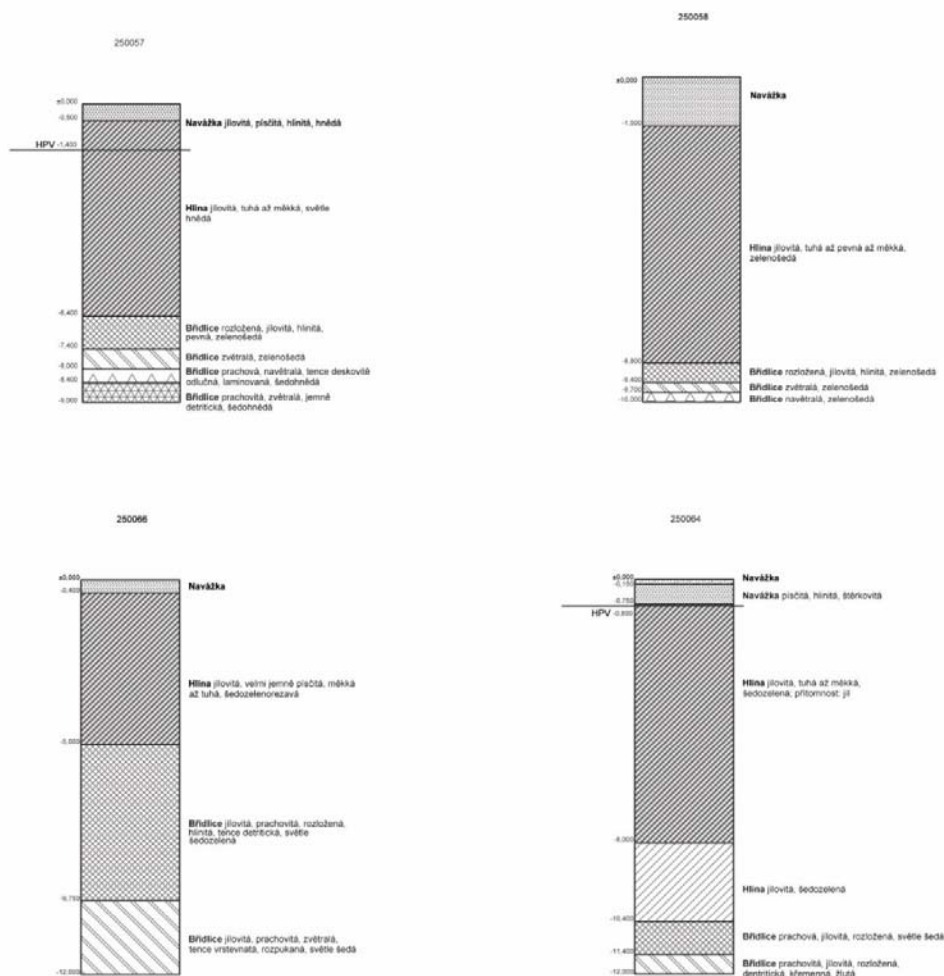 250057
±0,000
-0,500
Navážka jílovitá, písčitá, hlinitá, hnědá
HPV -1,400
Hlína jílovitá, tuhá až měkká, světle
hnědá
-6,400
Břidlice rozložená, jílovitá, hlinitá,
pevná, zelenošedá
-7,400
Břidlice zvětralá, zelenošedá
-8,000
Břidlice prachová, navětralá, tence deskovitě
odlučná, laminovaná, šedohnědá
-8,400
Břidlice prachovitá, zvětralá, jemně
detritická, šedohnědá
-9,000
250058
±0,000
Navážka
-1,500
Hlína jílovitá, tuhá až pevná až měkká,
zelenošedá
-8,800
Břidlice rozložená, jílovitá, hlinitá, zelenošedá
-9,400
Břidlice zvětralá, zelenošedá
-9,700
Břidlice navětralá, zelenošedá
-10,000
250066
±0,000
Navážka
-0,400
Hlína jílovitá, velmi jemně písčitá, měkká
až tuhá, šedozelenorezavá
-5,000
Břidlice jílovitá, prachovitá, rozložená,
hlinitá, tence detritická, světle
šedozelená
-9,750
Břidlice jílovitá, prachovitá, zvětralá,
tence vrstevnatá, rozpukaná, světle šedá
-12,000
250064
±0,000
Navážka
-0,150
Navážka písčitá, hlinitá, štěrkovitá
-0,750
HPV -0,800
Hlína jílovitá, tuhá až měkká,
šedozelená; přítomnost: jíl
-8,000
Hlína jílovitá, šedozelená
-10,400
Břidlice prachová, jílovitá, rozložená, světle šedá
-11,400
Břidlice prachovitá, jílovitá, rozložená,
dentritická, křemenná, žlutá
-12,000